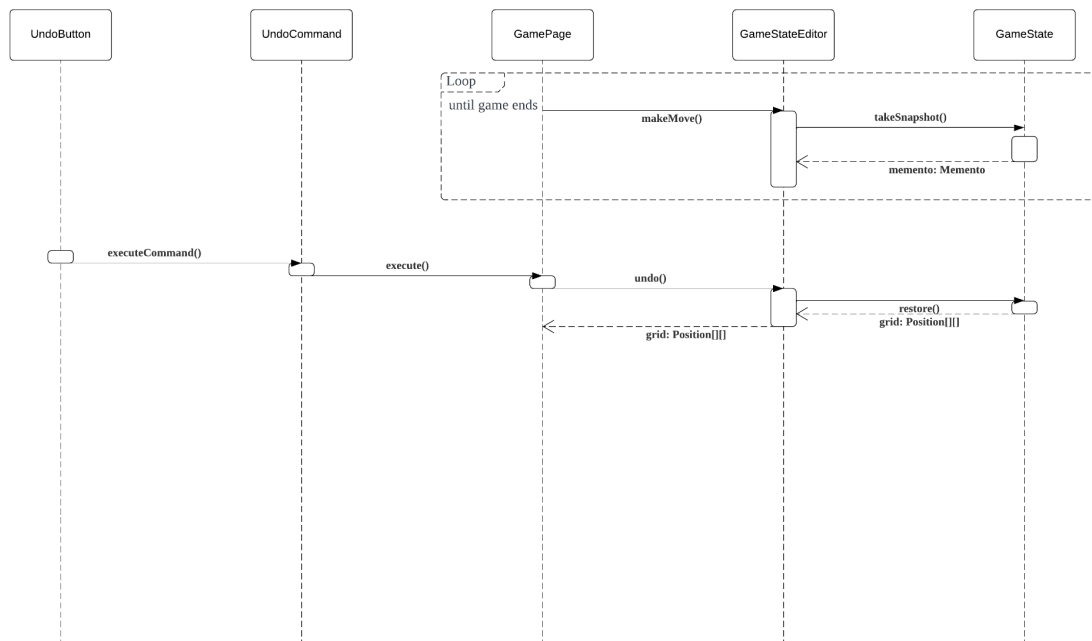 UndoButton
UndoCommand
GamePage
GameStateEditor
GameState
Loop
until game ends
makeMove()
takeSnapshot()
memento: Memento
executeCommand()
execute()
undo()
restore()
grid: Position[][]
grid: Position[][]